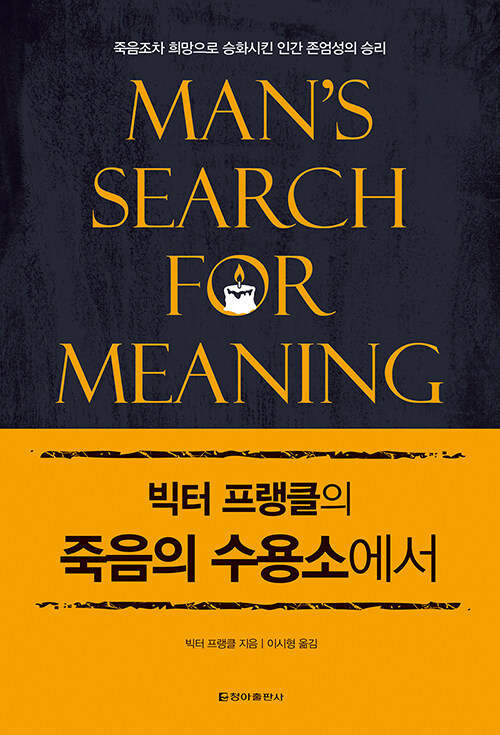 죽음조차 희망으로 승화시킨 인간 존엄성의 승리
MAN'S
SEARCH
FOR
MEANING
빅터 프랭클의
죽음의 수용소에서
빅터 프랭클 지음 | 이시형 옮김
청아출판사